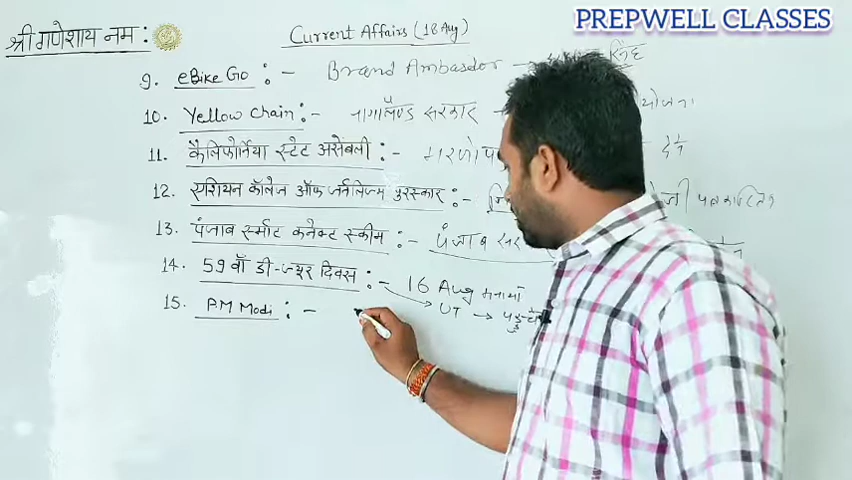 PREPWELL CLASSES
श्री गणेशाय नम:
Current Affairs (18 Aug)
9. eBike Go :- Brand Ambasdor
10. Yellow Chain :- नागालैण्ड सरकार
11. कैलिफोर्निया स्टेट असेंबली :-
12. एशियन कॉलेज ऑफ जर्नलिज्म पुरस्कार :-
13. पंजाब स्मार्ट कनेक्ट स्कीम :- पंजाब
14. 59 वाँ डी-ज्यूर दिवस :- 16 Aug मनाया
UT →
15. PM Modi :-